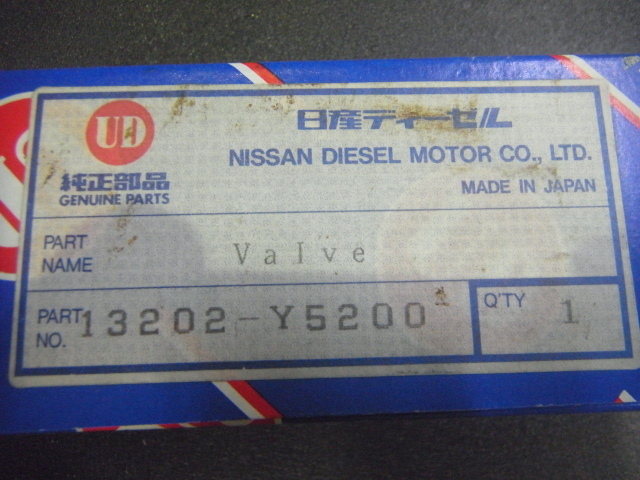 UD
日産ディーゼル
NISSAN DIESEL MOTOR CO., LTD.
純正部品
GENUINE PARTS
MADE IN JAPAN
PART NAME
Valve
PART NO.
13202-Y5200
Q'TY
1